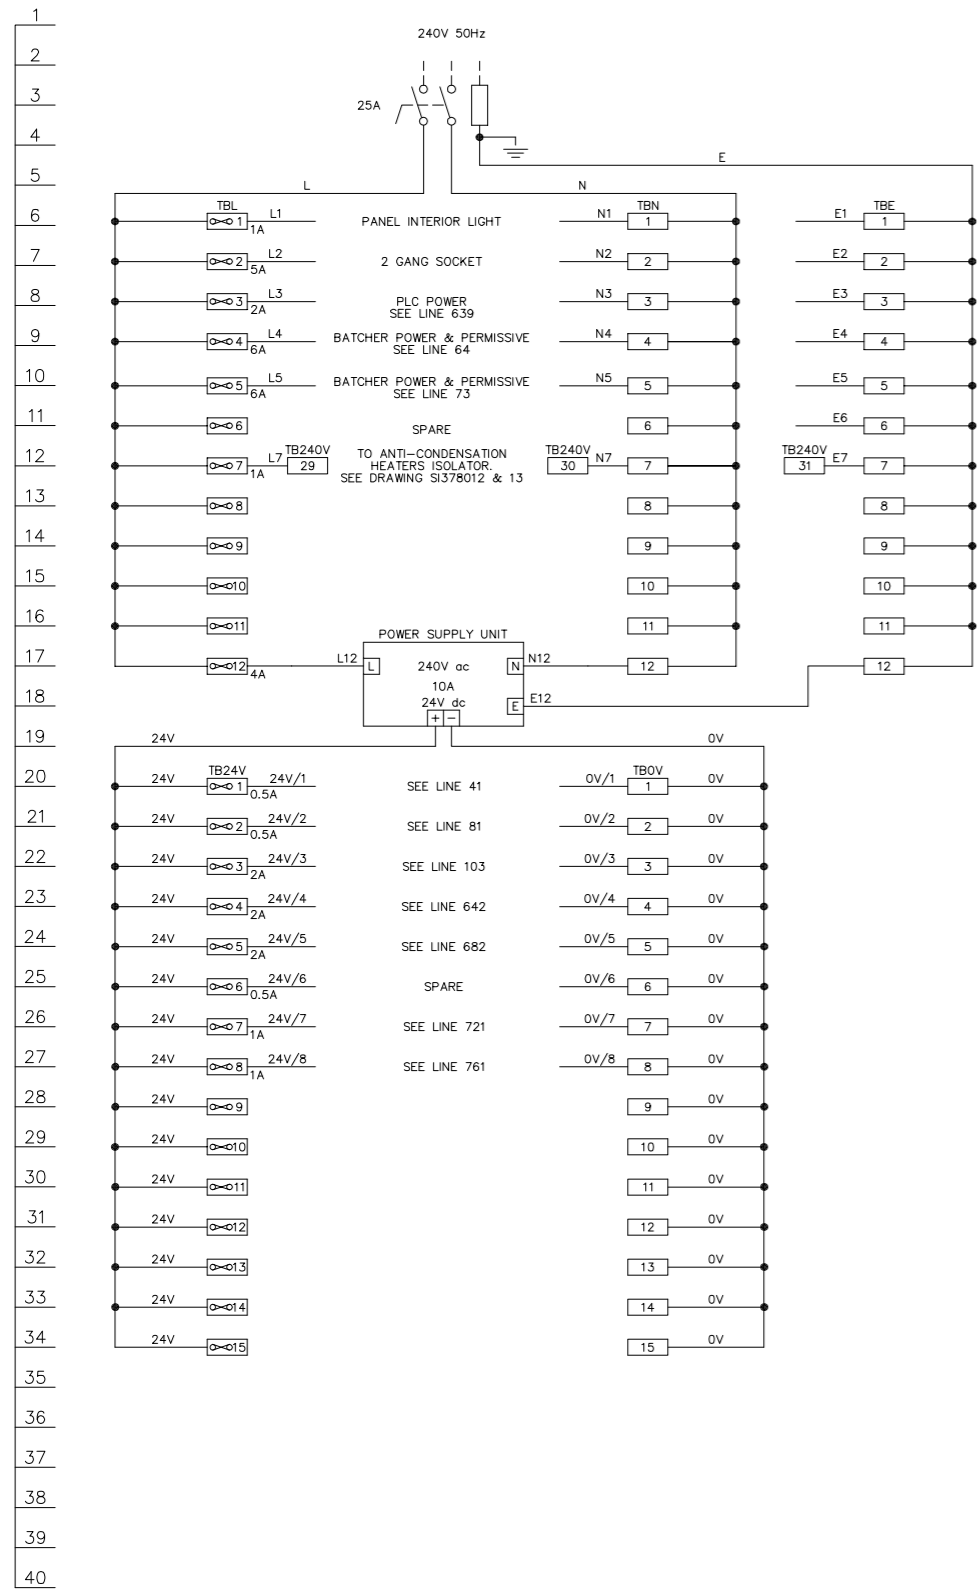 1
240V 50Hz
2
3
25A
4
E
5
L N
6 TBL 1 L1 1A PANEL INTERIOR LIGHT N1 TBN 1 E1 TBE 1
7 2 L2 5A 2 GANG SOCKET N2 2 E2 2
8 3 L3 2A PLC POWER N3 3 E3 3
SEE LINE 639
9 4 L4 6A BATCHER POWER & PERMISSIVE N4 4 E4 4
SEE LINE 64
10 5 L5 6A BATCHER POWER & PERMISSIVE N5 5 E5 5
SEE LINE 73
11 6 SPARE 6 E6 6
12 7 L7 1A TB240V 29 TO ANTI-CONDENSATION TB240V 30 N7 7 TB240V 31 E7 7
HEATERS ISOLATOR.
SEE DRAWING SI378012 & 13
13 8 8 8
14 9 9 9
15 10 10 10
16 11 11 11
POWER SUPPLY UNIT
17 12 4A L12 L 240V ac N N12 12 12
10A
18 24V dc E E12
+ -
19 24V 0V
20 24V TB24V 1 24V/1 0.5A SEE LINE 41 0V/1 TB0V 1 0V
21 24V 2 24V/2 0.5A SEE LINE 81 0V/2 2 0V
22 24V 3 24V/3 2A SEE LINE 103 0V/3 3 0V
23 24V 4 24V/4 2A SEE LINE 642 0V/4 4 0V
24 24V 5 24V/5 2A SEE LINE 682 0V/5 5 0V
25 24V 6 24V/6 0.5A SPARE 0V/6 6 0V
26 24V 7 24V/7 1A SEE LINE 721 0V/7 7 0V
27 24V 8 24V/8 1A SEE LINE 761 0V/8 8 0V
28 24V 9 9 0V
29 24V 10 10 0V
30 24V 11 11 0V
31 24V 12 12 0V
32 24V 13 13 0V
33 24V 14 14 0V
34 24V 15 15 0V
35
36
37
38
39
40